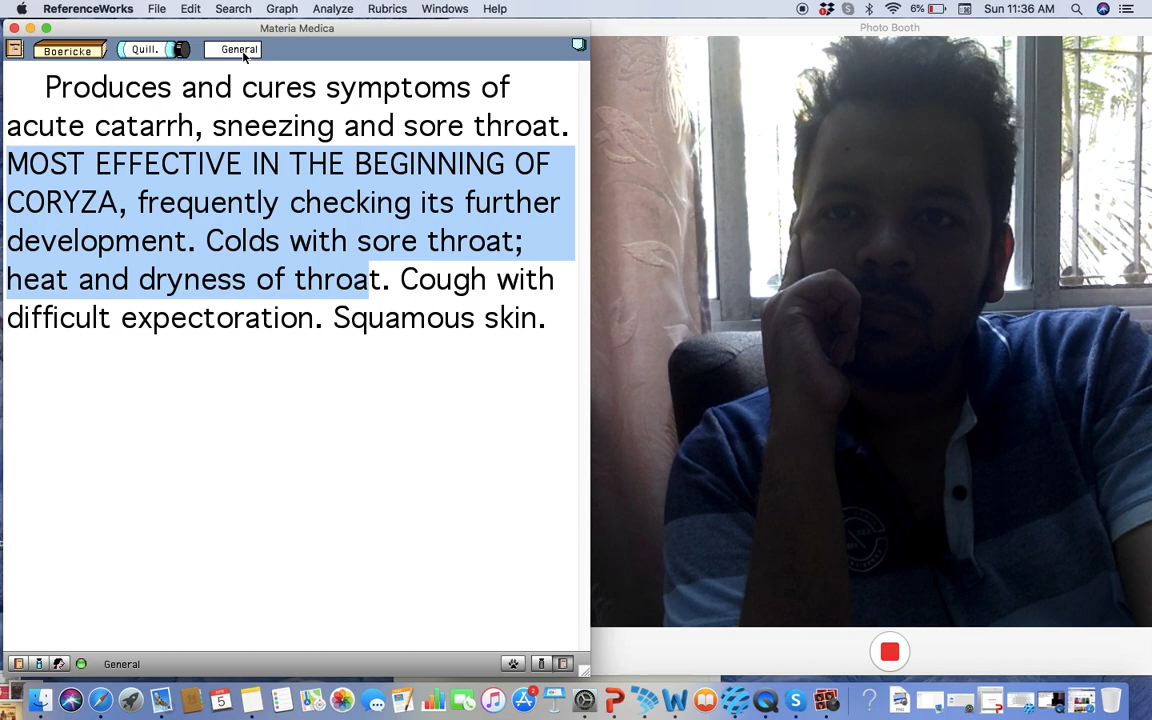 ReferenceWorks File Edit Search Graph Analyze Rubrics Windows Help 6% Sun 11:36 AM
Materia Medica
Photo Booth
Boericke Quill. General
Produces and cures symptoms of
acute catarrh, sneezing and sore throat.
MOST EFFECTIVE IN THE BEGINNING OF
CORYZA, frequently checking its further
development. Colds with sore throat;
heat and dryness of throat. Cough with
difficult expectoration. Squamous skin.
General